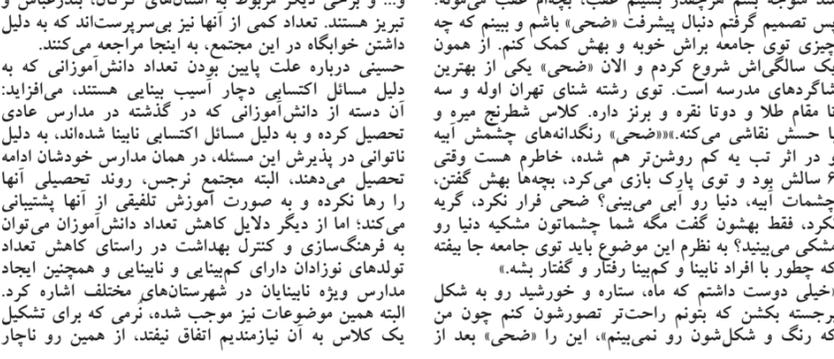 شد متوجه بشم هرچقدر بشینم عقب، بچه‌ام عقب می‌مونه.
پس تصمیم گرفتم دنبال پیشرفت «ضحی» باشم و ببینم که چه
چیزی توی جامعه براش خوبه و بهش کمک کنم. از همون
یک سالگی‌اش شروع کردم و الان «ضحی» یکی از بهترین
شاگردهای مدرسه است. توی رشته شنای تهران اوله و سه
تا مقام طلا و دوتا نقره و برنز داره. کلاس شطرنج میره و
با حسش نقاشی می‌کنه.»«ضحی» رنگدانه‌های چشمش آبیه
و در اثر تب یه کم روشن‌تر هم شده، خاطرم هست وقتی
۶ سالش بود و توی پارک بازی می‌کرد، بچه‌ها بهش گفتن،
چشمات آبیه، دنیا رو آبی می‌بینی؟ ضحی فرار نکرد، گریه
نکرد، فقط بهشون گفت مگه شما چشماتون مشکیه دنیا رو
مشکی می‌بینید؟ به نظرم این موضوع باید توی جامعه جا بیفته
که چطور با افراد نابینا و کم‌بینا رفتار و گفتار بشه.»
«خیلی دوست داشتم که ماه، ستاره و خورشید رو به شکل
برجسته بکشن که بتونم راحت‌تر تصورشون کنم چون من
که رنگ و شکل‌شون رو نمی‌بینم»، این را «ضحی» بعد از
و... و برخی دیگر مربوط به استان‌های گرگان، بندرعباس و
تبریز هستند. تعداد کمی از آنها نیز بی‌سرپرست‌اند که به دلیل
داشتن خوابگاه در این مجتمع، به اینجا مراجعه می‌کنند.
حسینی درباره علت پایین بودن تعداد دانش‌آموزانی که به
دلیل مسائل اکتسابی دچار آسیب بینایی هستند، می‌افزاید:
آن دسته از دانش‌آموزانی که در گذشته در مدارس عادی
تحصیل کرده و به دلیل مسائل اکتسابی نابینا شده‌اند، به دلیل
ناتوانی در پذیرش این مسئله، در همان مدارس خودشان ادامه
تحصیل می‌دهند، البته مجتمع نرجس، روند تحصیلی آنها
را رها نکرده و به صورت آموزش تلفیقی از آنها پشتیبانی
می‌کند؛ اما از دیگر دلایل کاهش تعداد دانش‌آموزان می‌توان
به فرهنگ‌سازی و کنترل بهداشت در راستای کاهش تعداد
تولدهای نوزادان دارای کم‌بینایی و نابینایی و همچنین ایجاد
مدارس ویژه نابینایان در شهرستان‌های مختلف اشاره کرد.
البته همین موضوعات نیز موجب شده، نُرمی که برای تشکیل
یک کلاس به آن نیازمندیم اتفاق نیفتد، از همین رو ناچار